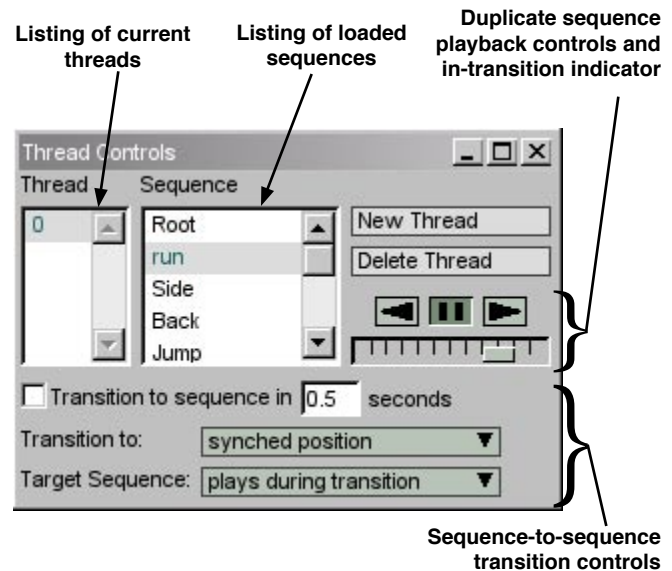 Listing of current
threads
Listing of loaded
sequences
Duplicate sequence
playback controls and
in-transition indicator
Thread Controls
Thread
Sequence
0
Root
run
Side
Back
Jump
New Thread
Delete Thread
Transition to sequence in 0.5 seconds
Transition to: synched position
Target Sequence: plays during transition
Sequence-to-sequence
transition controls